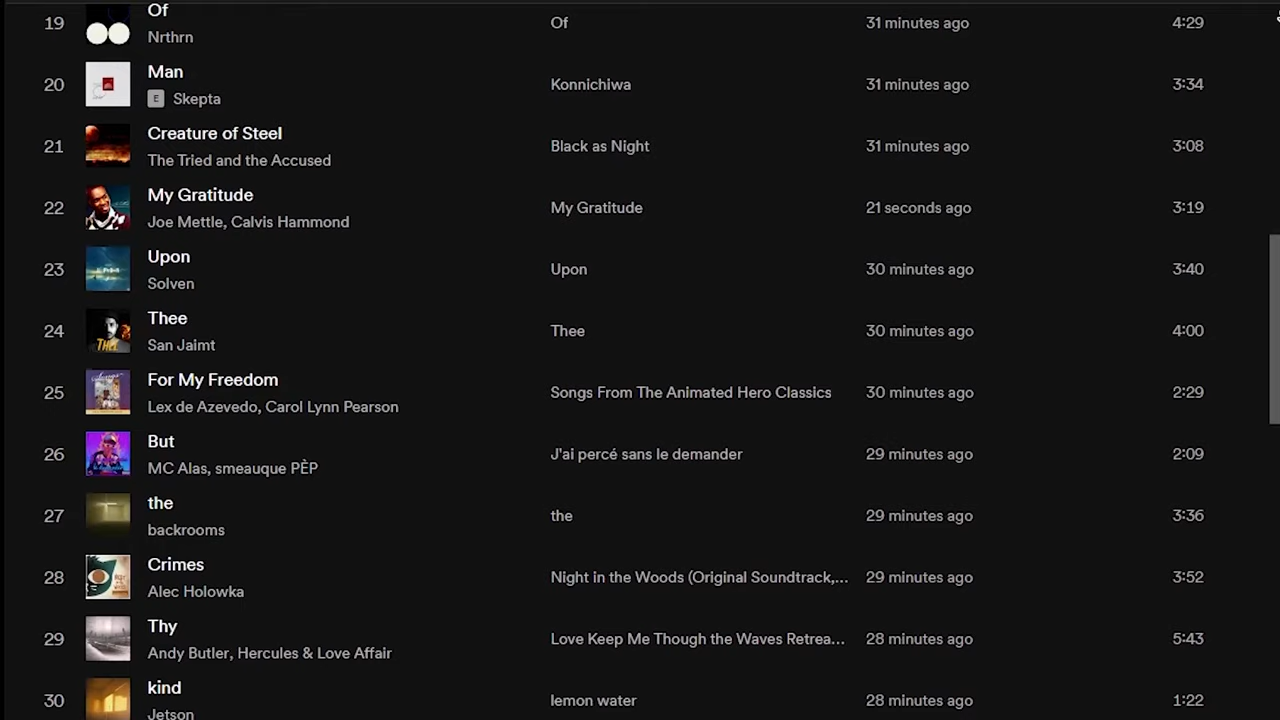 19 Of Of 31 minutes ago 4:29
Nrthrn
20 Man Konnichiwa 31 minutes ago 3:34
E Skepta
21 Creature of Steel Black as Night 31 minutes ago 3:08
The Tried and the Accused
22 My Gratitude My Gratitude 21 seconds ago 3:19
Joe Mettle, Calvis Hammond
23 Upon Upon 30 minutes ago 3:40
Solven
24 Thee Thee 30 minutes ago 4:00
San Jaimt
THEE
25 For My Freedom Songs From The Animated Hero Classics 30 minutes ago 2:29
Lex de Azevedo, Carol Lynn Pearson
26 But J'ai percé sans le demander 29 minutes ago 2:09
MC Alas, smeauque PÈP
27 the the 29 minutes ago 3:36
backrooms
28 Crimes Night in the Woods (Original Soundtrack,... 29 minutes ago 3:52
Alec Holowka
29 Thy Love Keep Me Though the Waves Retrea... 28 minutes ago 5:43
Andy Butler, Hercules & Love Affair
30 kind lemon water 28 minutes ago 1:22
Jetson